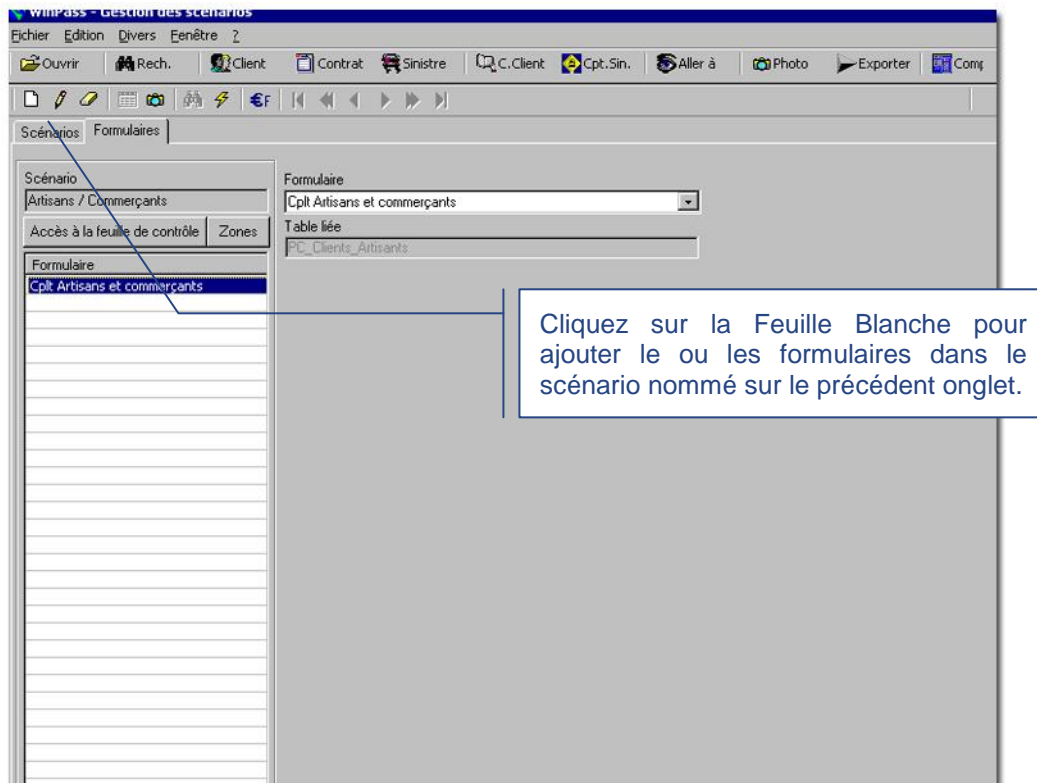 WinPass - Gestion des scénarios
Fichier Edition Divers Fenêtre ?
Ouvrir Rech. Client Contrat Sinistre C.Client Cpt.Sin. Aller à Photo Exporter Comp
€F
Scénarios Formulaires
Scénario
Artisans / Commerçants
Accès à la feuille de contrôle Zones
Formulaire
Cplt Artisans et commerçants
Formulaire
Cplt Artisans et commerçants
Table liée
PC_Clients_Artisants
Cliquez sur la Feuille Blanche pour
ajouter le ou les formulaires dans le
scénario nommé sur le précédent onglet.